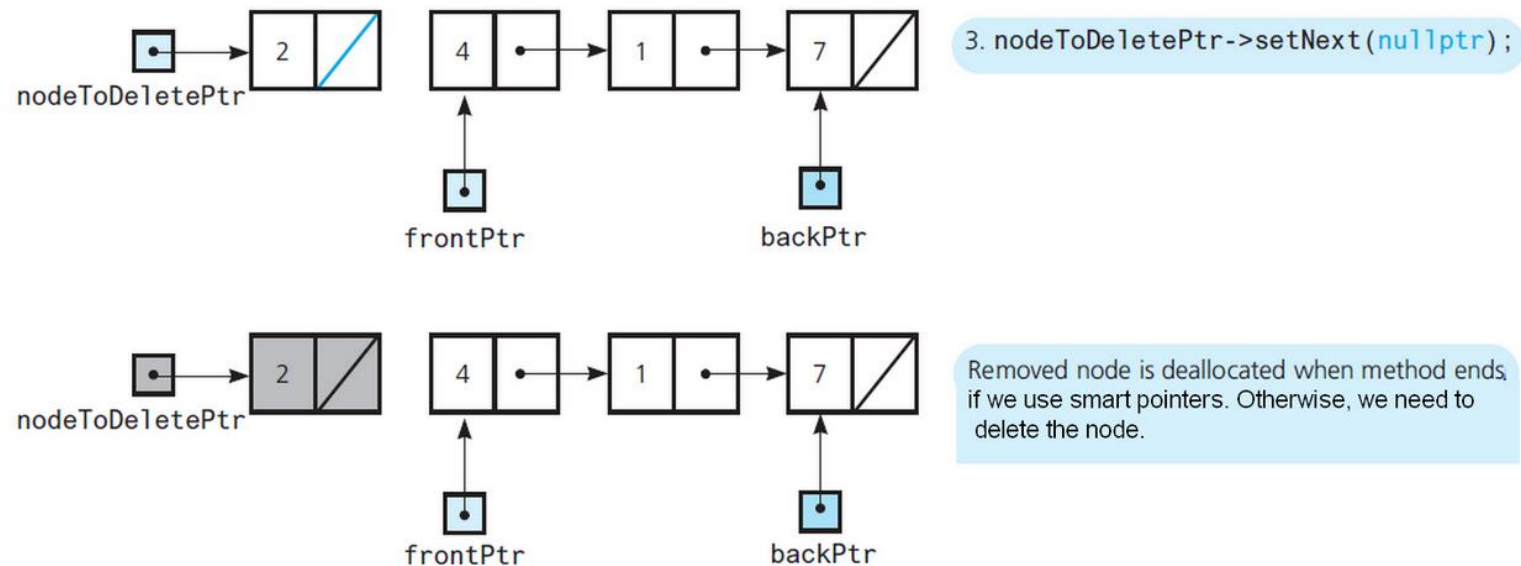 2 4 1 7
3. nodeToDeletePtr->setNext(nullptr);
nodeToDeletePtr
frontPtr backPtr
2 4 1 7
nodeToDeletePtr
Removed node is deallocated when method ends,
if we use smart pointers. Otherwise, we need to
delete the node.
frontPtr backPtr